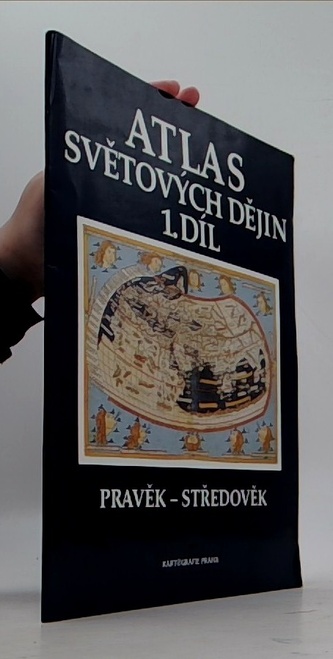 ATLAS
SVĚTOVÝCH DĚJIN
1. DÍL
PRAVĚK – STŘEDOVĚK
KARTOGRAFIE PRAHA